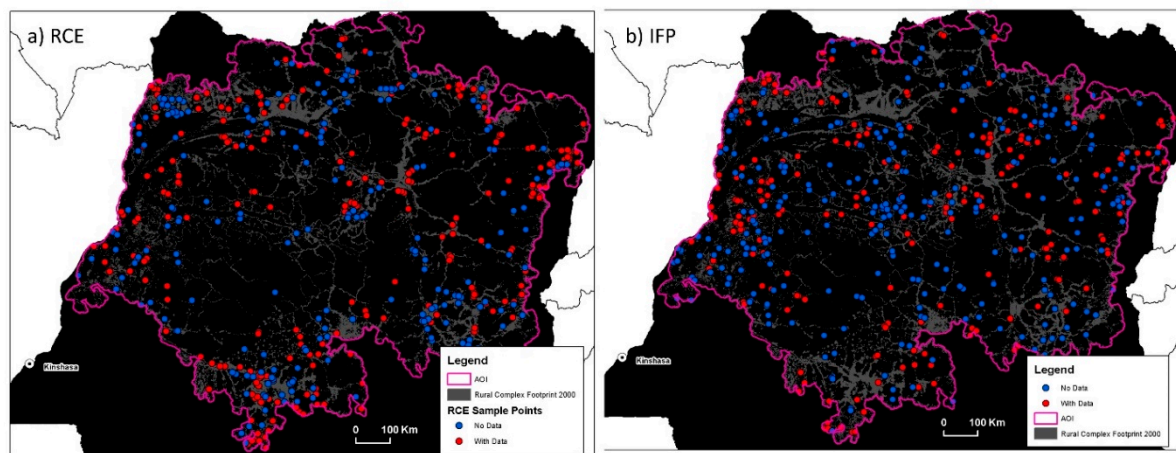 a) RCE
Kinshasa
Legend
AOI
Rural Complex Footprint 2000
RCE Sample Points
No Data
With Data
0 100 Km
b) IFP
Kinshasa
Legend
No Data
With Data
AOI
Rural Complex Footprint 2000
0 100 Km